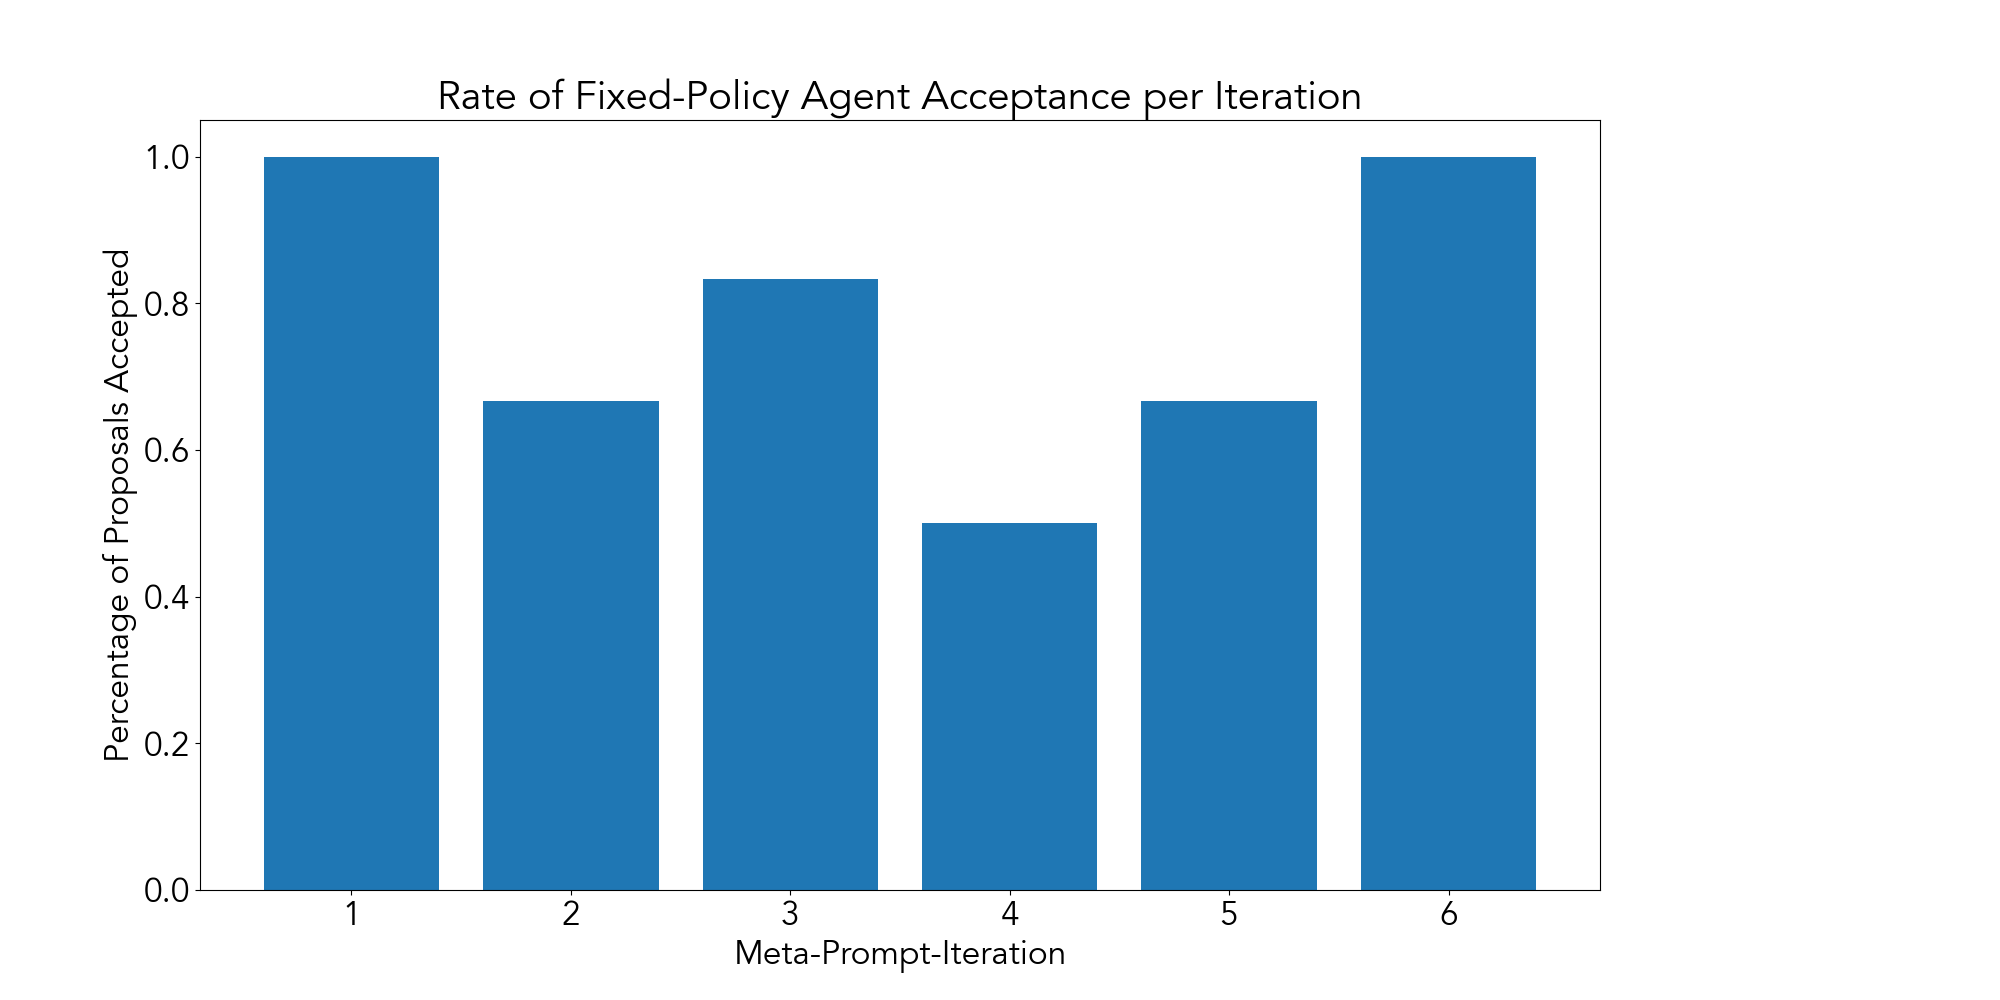 Rate of Fixed-Policy Agent Acceptance per Iteration
Percentage of Proposals Accepted
1.0
0.8
0.6
0.4
0.2
0.0
1 2 3 4 5 6
Meta-Prompt-Iteration